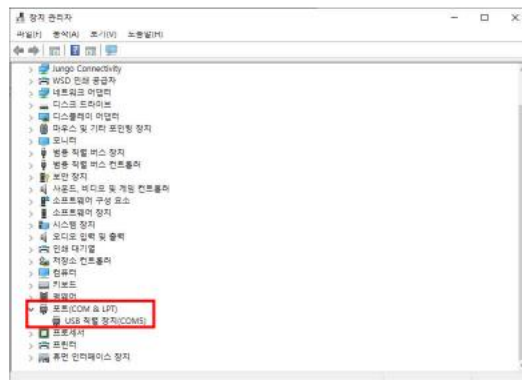 장치 관리자
파일(F) 동작(A) 보기(V) 도움말(H)
Jungo Connectivity
WSD 인쇄 공급자
네트워크 어댑터
디스크 드라이브
디스플레이 어댑터
마우스 및 기타 포인팅 장치
모니터
범용 직렬 버스 장치
범용 직렬 버스 컨트롤러
보안 장치
사운드, 비디오 및 게임 컨트롤러
소프트웨어 구성 요소
소프트웨어 장치
시스템 장치
오디오 입력 및 출력
인쇄 대기열
저장소 컨트롤러
컴퓨터
키보드
펌웨어
포트(COM & LPT)
USB 직렬 장치(COM5)
프로세서
프린터
휴먼 인터페이스 장치